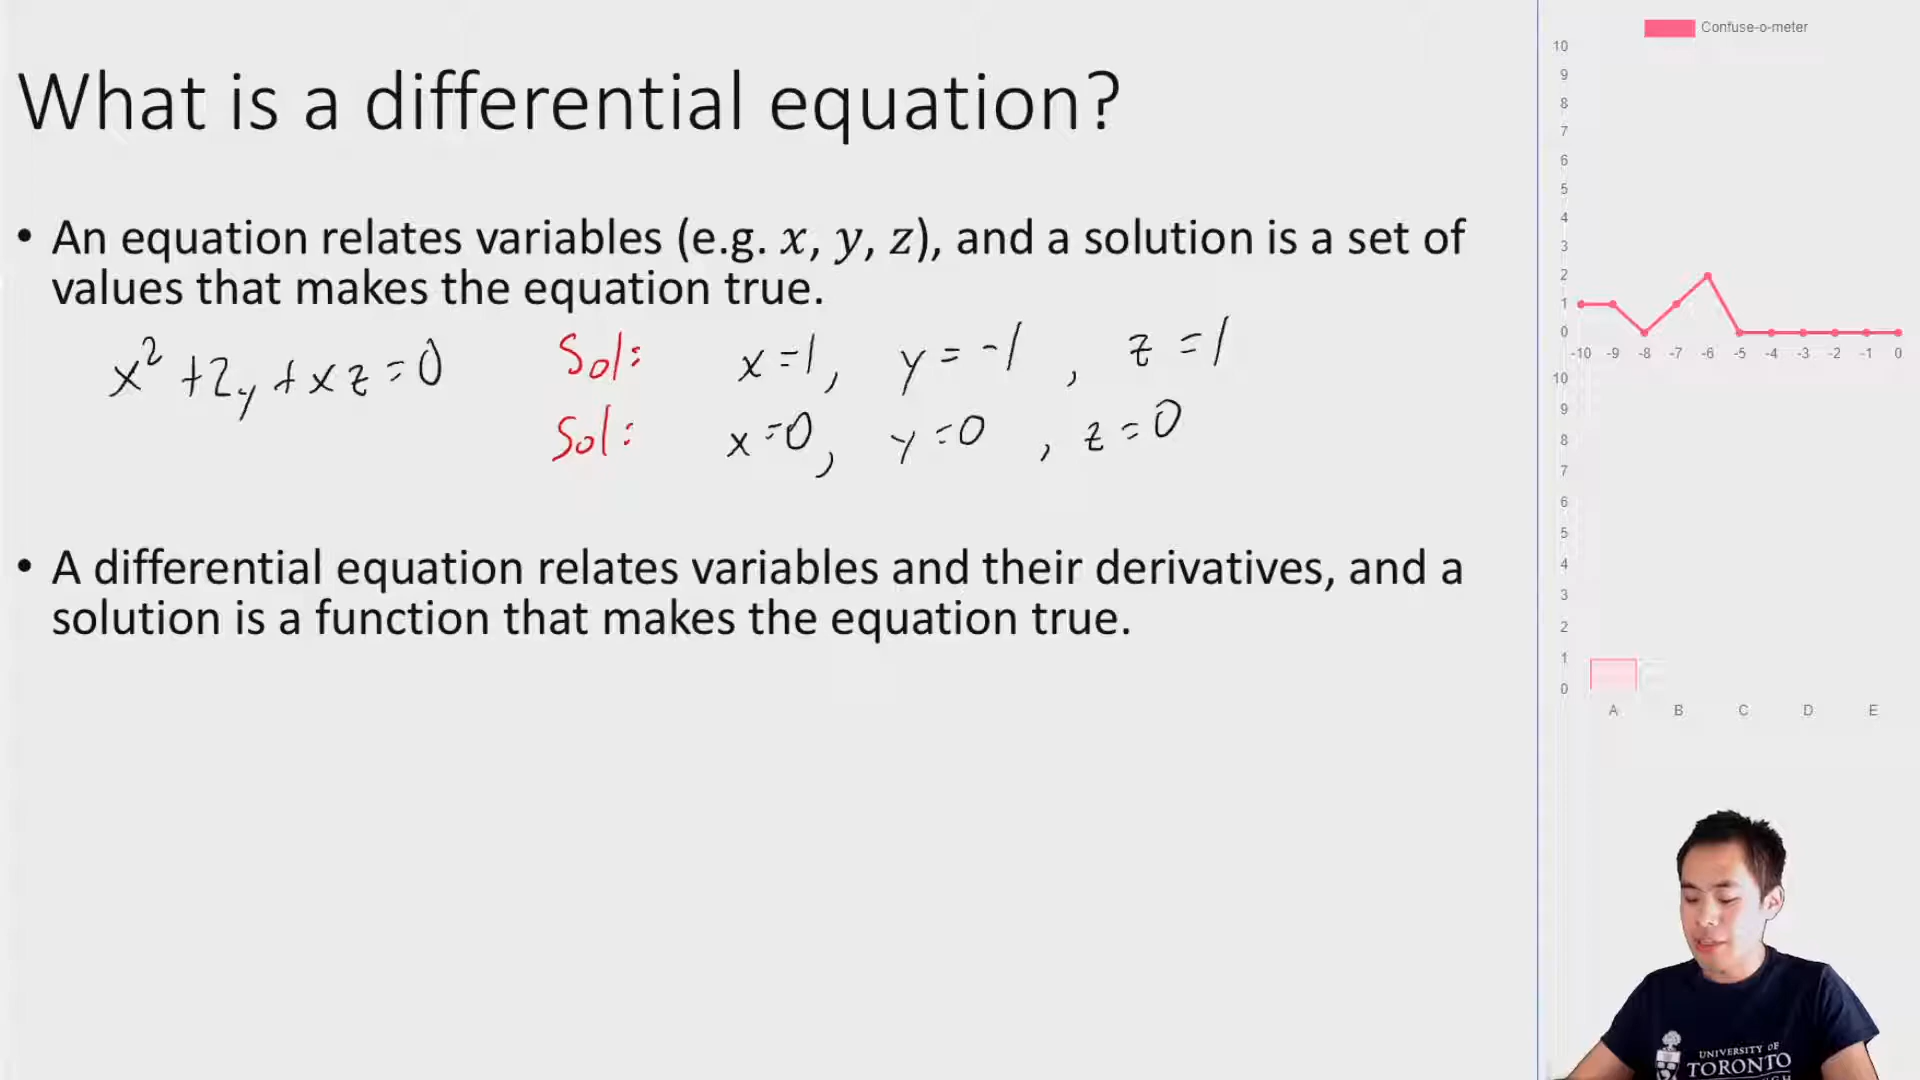 What is a differential equation?
• An equation relates variables (e.g. x, y, z), and a solution is a set of
values that makes the equation true.
x² + 2y + xz = 0
Sol: x = 1, y = -1, z = 1
Sol: x = 0, y = 0, z = 0
• A differential equation relates variables and their derivatives, and a
solution is a function that makes the equation true.
Confuse-o-meter
10
9
8
7
6
5
4
3
2
1
0
-10 -9 -8 -7 -6 -5 -4 -3 -2 -1 0
10
9
8
7
6
5
4
3
2
1
0
A B C D E
UNIVERSITY OF
TORONTO